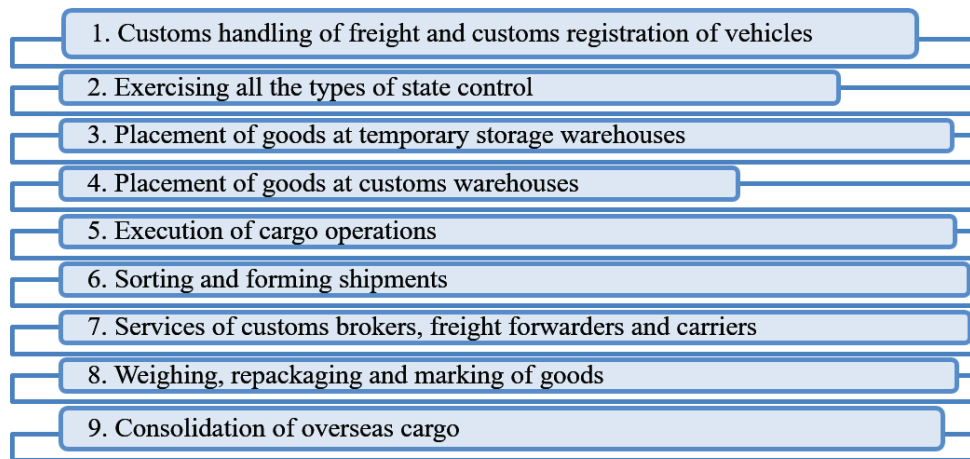 1. Customs handling of freight and customs registration of vehicles
2. Exercising all the types of state control
3. Placement of goods at temporary storage warehouses
4. Placement of goods at customs warehouses
5. Execution of cargo operations
6. Sorting and forming shipments
7. Services of customs brokers, freight forwarders and carriers
8. Weighing, repackaging and marking of goods
9. Consolidation of overseas cargo